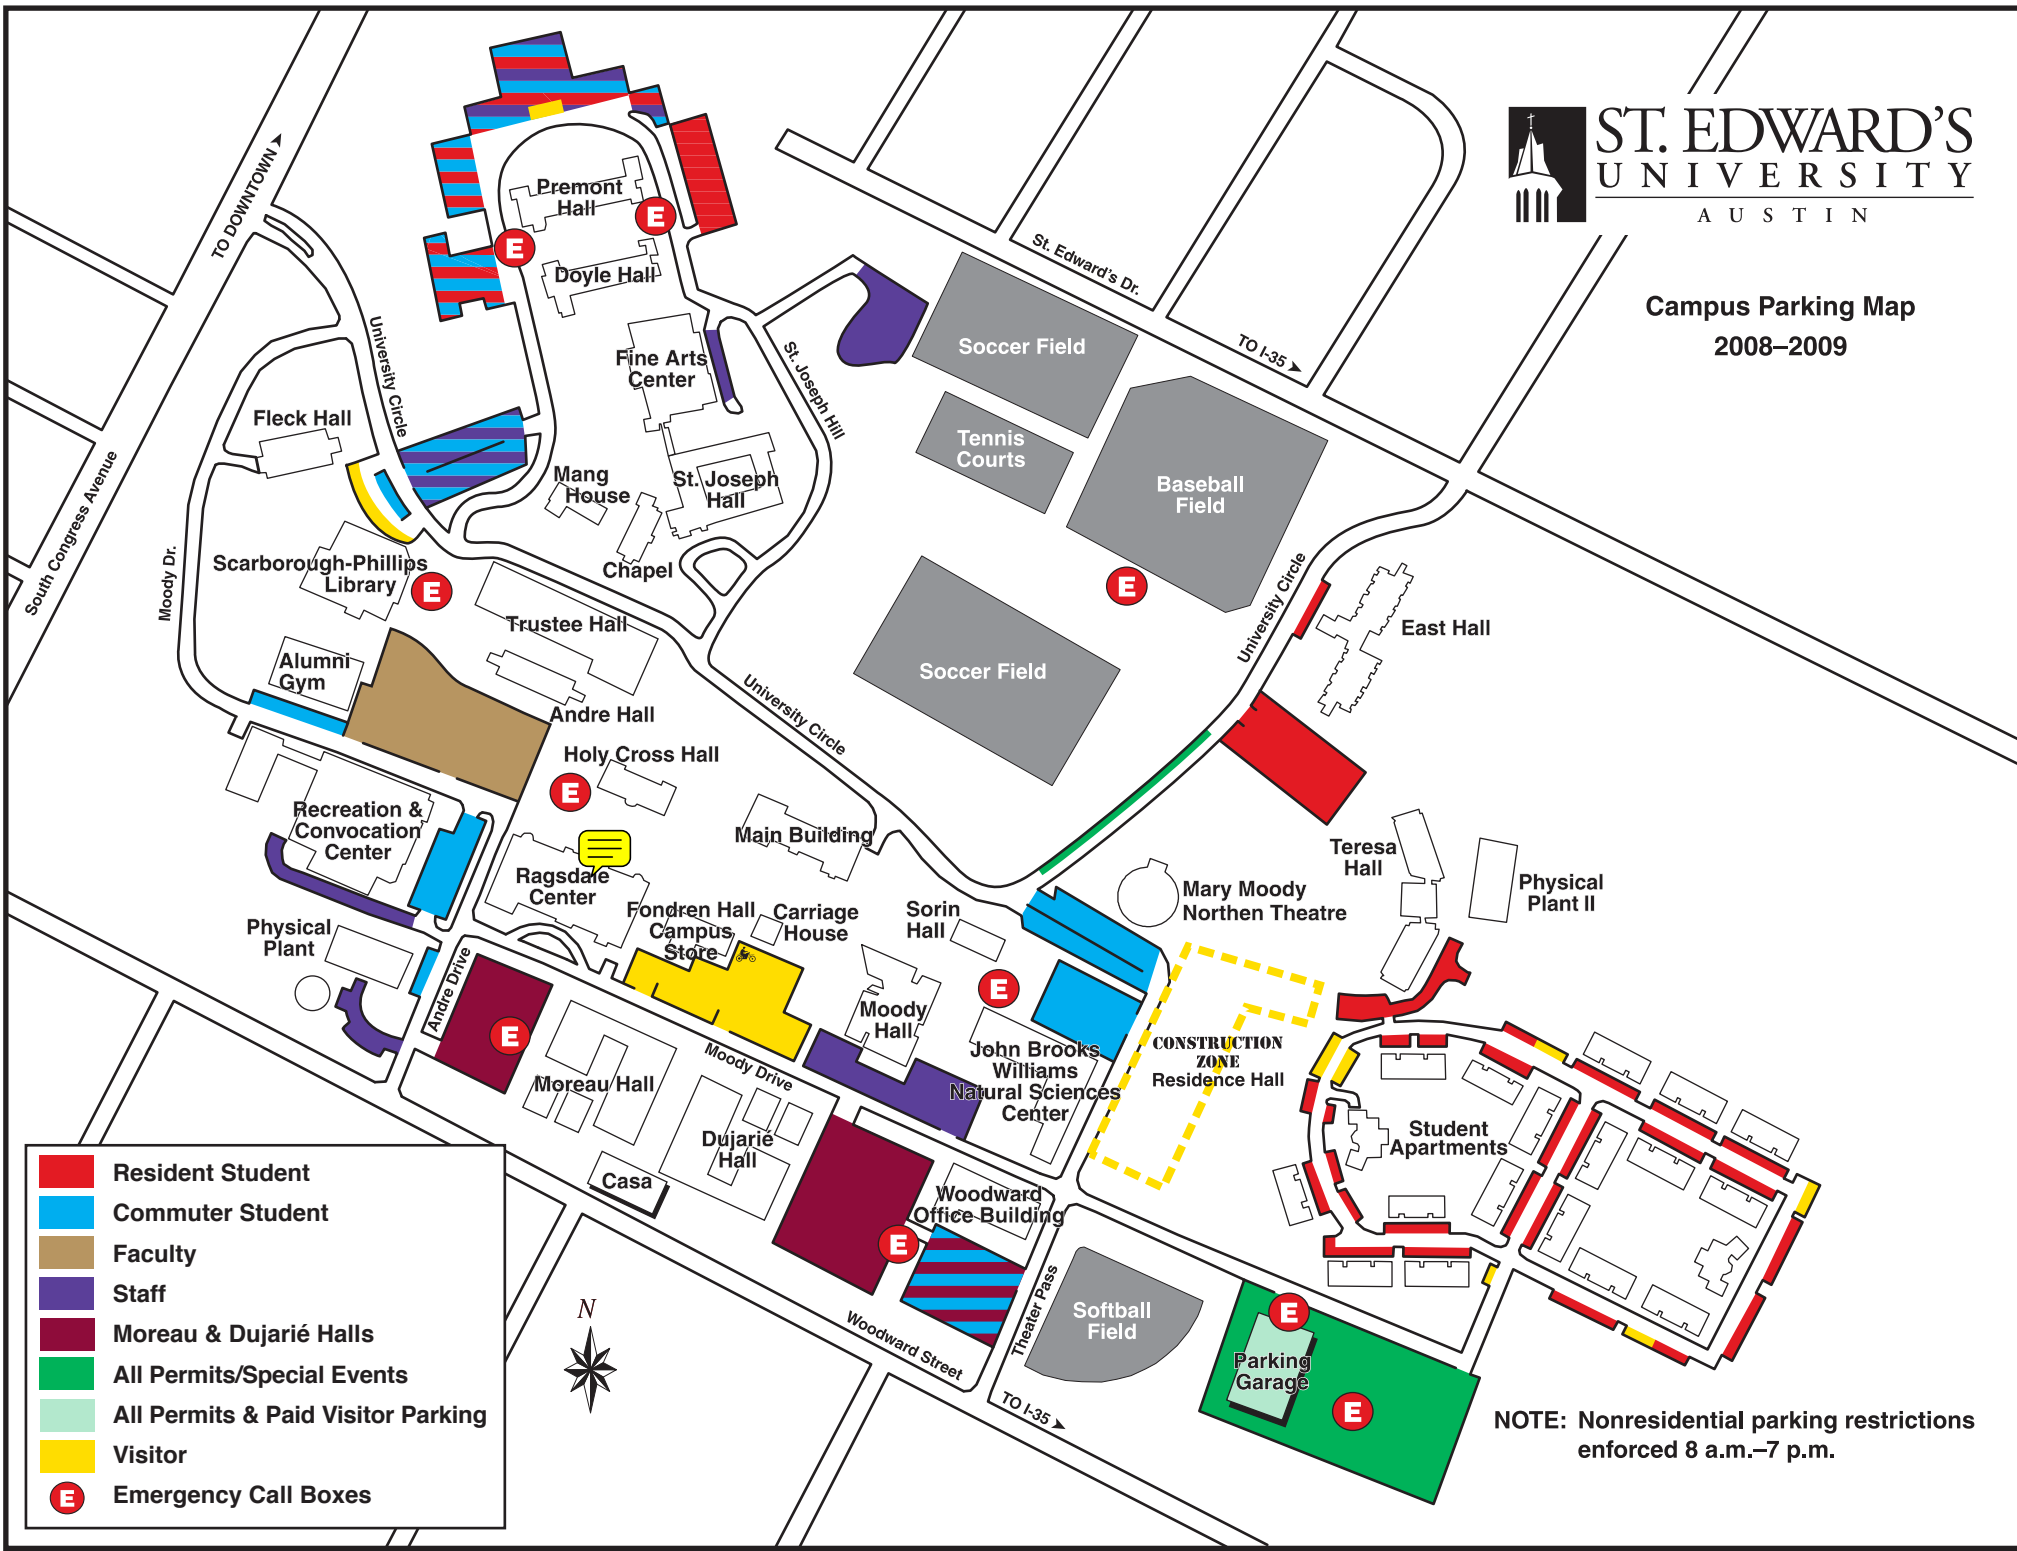 ST. EDWARD'S
UNIVERSITY
AUSTIN
Campus Parking Map
2008–2009
TO DOWNTOWN
Premont
Hall
E
E
Doyle Hall
St. Edward's Dr.
TO I-35
University Circle
Fine Arts
Center
St. Joseph Hill
Soccer Field
Fleck Hall
Tennis
Courts
Baseball
Field
South Congress Avenue
Mang
House
St. Joseph
Hall
Moody Dr.
Scarborough-Phillips
Library
E
Chapel
E
University Circle
East Hall
Trustee Hall
Alumni
Gym
Soccer Field
Andre Hall
University Circle
Holy Cross Hall
E
Recreation &
Convocation
Center
Main Building
Teresa
Hall
Ragsdale
Center
Mary Moody
Northen Theatre
Physical
Plant II
Fondren Hall
Campus
Store
Carriage
House
Sorin
Hall
Physical
Plant
Andre Drive
E
E
Moody
Hall
Moody Drive
John Brooks
Williams
Natural Sciences
Center
CONSTRUCTION
ZONE
Residence Hall
Moreau Hall
Dujarié
Hall
Student
Apartments
Casa
Woodward
Office Building
E
Theater Pass
Softball
Field
E
Woodward Street
Parking
Garage
E
TO I-35
N
Resident Student
Commuter Student
Faculty
Staff
Moreau & Dujarié Halls
All Permits/Special Events
All Permits & Paid Visitor Parking
Visitor
E Emergency Call Boxes
NOTE: Nonresidential parking restrictions
enforced 8 a.m.–7 p.m.